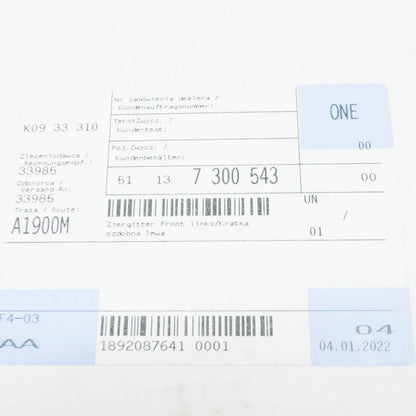 Nr zamówienia dealera /
Kundenauftragsnummer:
ONE
00
K09 33 310
TekstZwycz. /
Kundentext:
Poj.Zwycz. /
Kundenbehälter:
Zleceniodawca /
Rechnungsempf.:
33986
Odbiorca /
Versand An:
33986
Trasa / Route:
A1900M
51 13 7 300 543
00
UN
/
01
Ziergitter Front links/Kratka
ozdobna lewa
F4-03
AA
1892087641 0001
04
04.01.2022